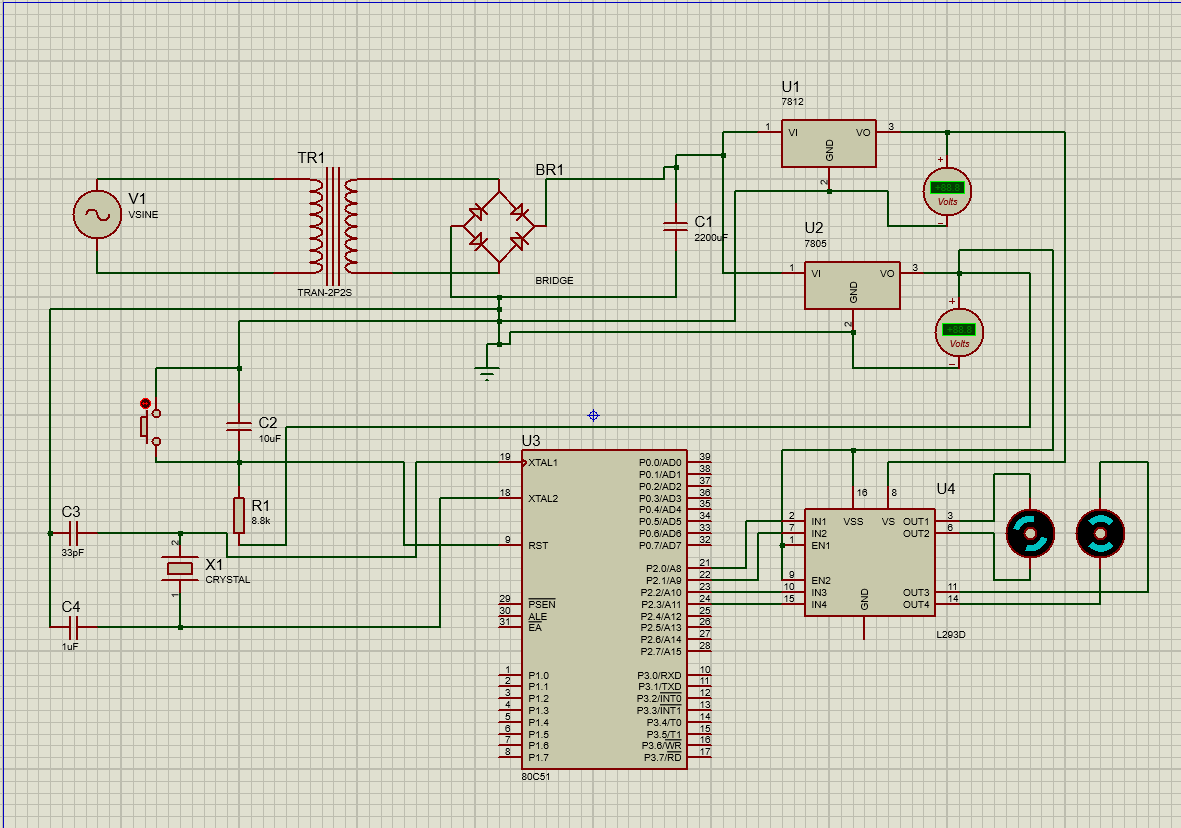 U1
7812
1
VI
VO
3
GND
2
+
+88.8
Volts
-
TR1
TRAN-2P2S
V1
VSINE
BR1
BRIDGE
C1
2200uF
U2
7805
1
VI
VO
3
GND
2
+
+88.8
Volts
-
C2
10uF
R1
8.8k
C3
33pF
2
X1
CRYSTAL
1
C4
1uF
U3
19
XTAL1
18
XTAL2
9
RST
29
PSEN
30
ALE
31
EA
1
P1.0
2
P1.1
3
P1.2
4
P1.3
5
P1.4
6
P1.5
7
P1.6
8
P1.7
P0.0/AD0
39
P0.1/AD1
38
P0.2/AD2
37
P0.3/AD3
36
P0.4/AD4
35
P0.5/AD5
34
P0.6/AD6
33
P0.7/AD7
32
P2.0/A8
21
P2.1/A9
22
P2.2/A10
23
P2.3/A11
24
P2.4/A12
25
P2.5/A13
26
P2.6/A14
27
P2.7/A15
28
P3.0/RXD
10
P3.1/TXD
11
P3.2/INT0
12
P3.3/INT1
13
P3.4/T0
14
P3.5/T1
15
P3.6/WR
16
P3.7/RD
17
80C51
U4
16
8
VSS
VS
2
IN1
7
IN2
1
EN1
9
EN2
10
IN3
15
IN4
OUT1
3
OUT2
6
OUT3
11
OUT4
14
GND
L293D